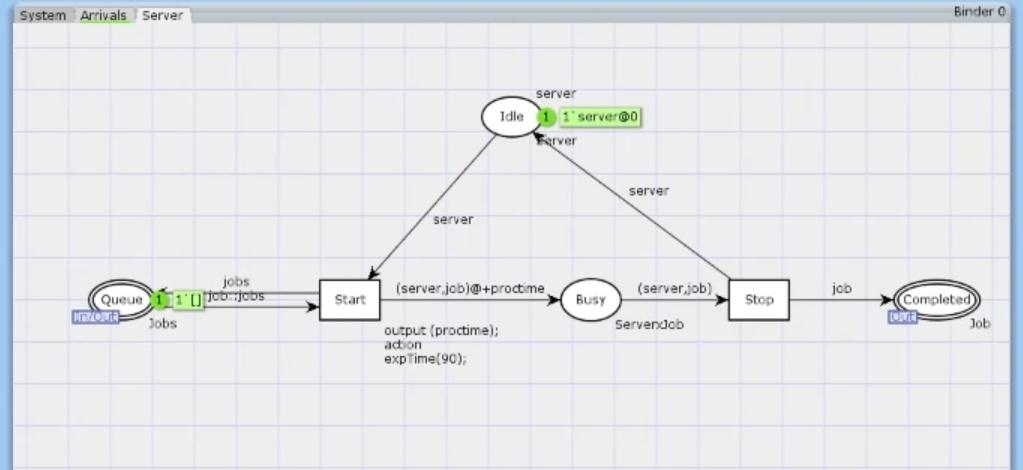 System Arrivals Server Binder 0
server
Idle 1 1`server@0
Server
server
server
jobs
Queue 1 1`[] job::jobs Start (server,job)@+proctime Busy (server,job) Stop job Completed
In/Out Jobs ServerxJob Out Job
output (proctime);
action
expTime(90);